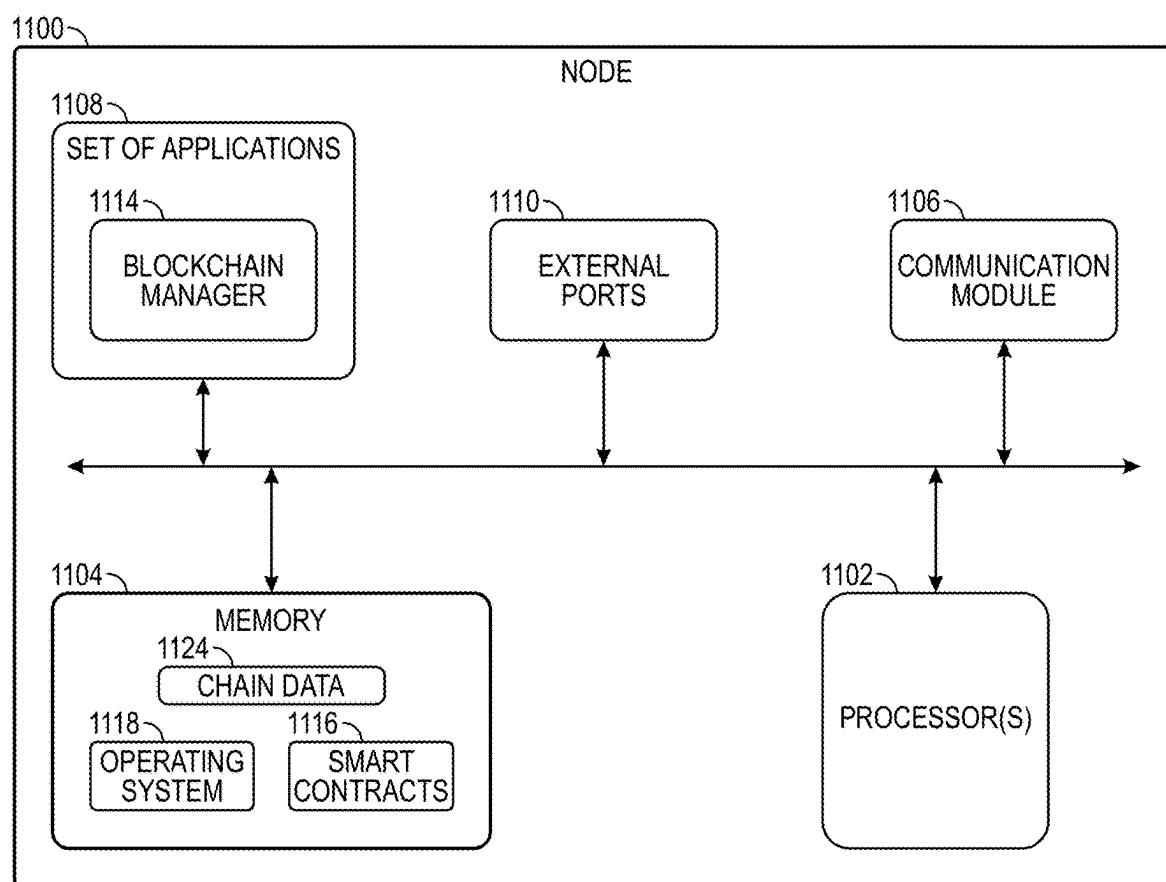 1100
NODE
1108
SET OF APPLICATIONS
1114
BLOCKCHAIN
MANAGER
1110
EXTERNAL
PORTS
1106
COMMUNICATION
MODULE
1104
MEMORY
1124
CHAIN DATA
1118
OPERATING
SYSTEM
1116
SMART
CONTRACTS
1102
PROCESSOR(S)